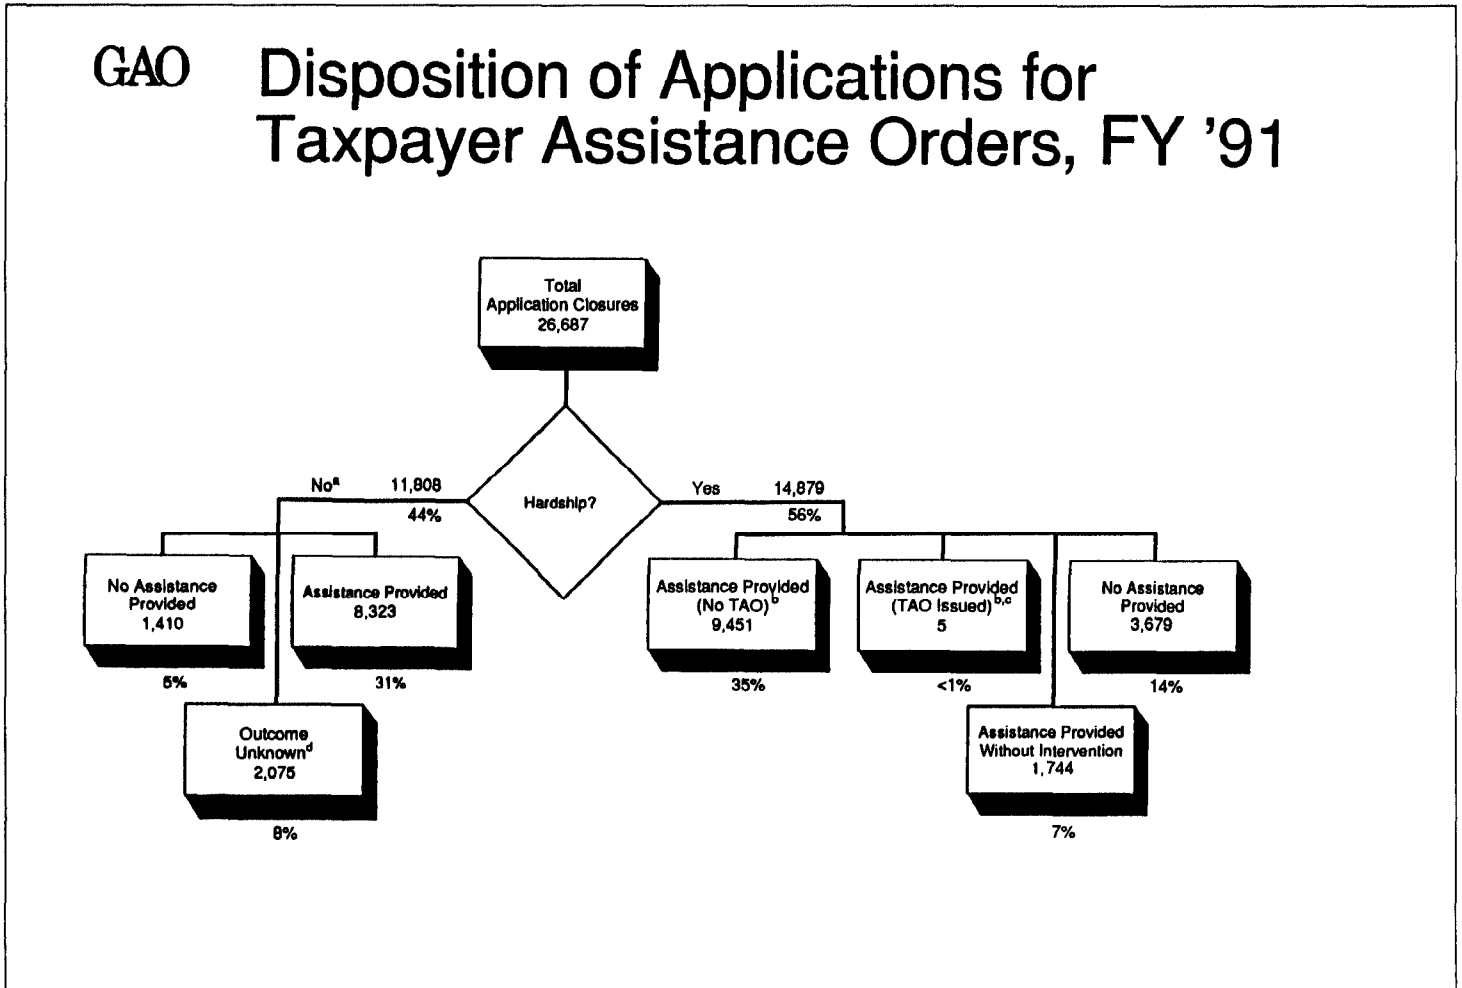 GAO
Disposition of Applications for
Taxpayer Assistance Orders, FY '91
Total
Application Closures
26,687
Hardship?
No^a 11,808
44%
Yes 14,879
56%
No Assistance
Provided
1,410
5%
Assistance Provided
8,323
31%
Outcome
Unknown^d
2,075
8%
Assistance Provided
(No TAO)^b
9,451
35%
Assistance Provided
(TAO Issued)^b,c
5
<1%
No Assistance
Provided
3,679
14%
Assistance Provided
Without Intervention
1,744
7%